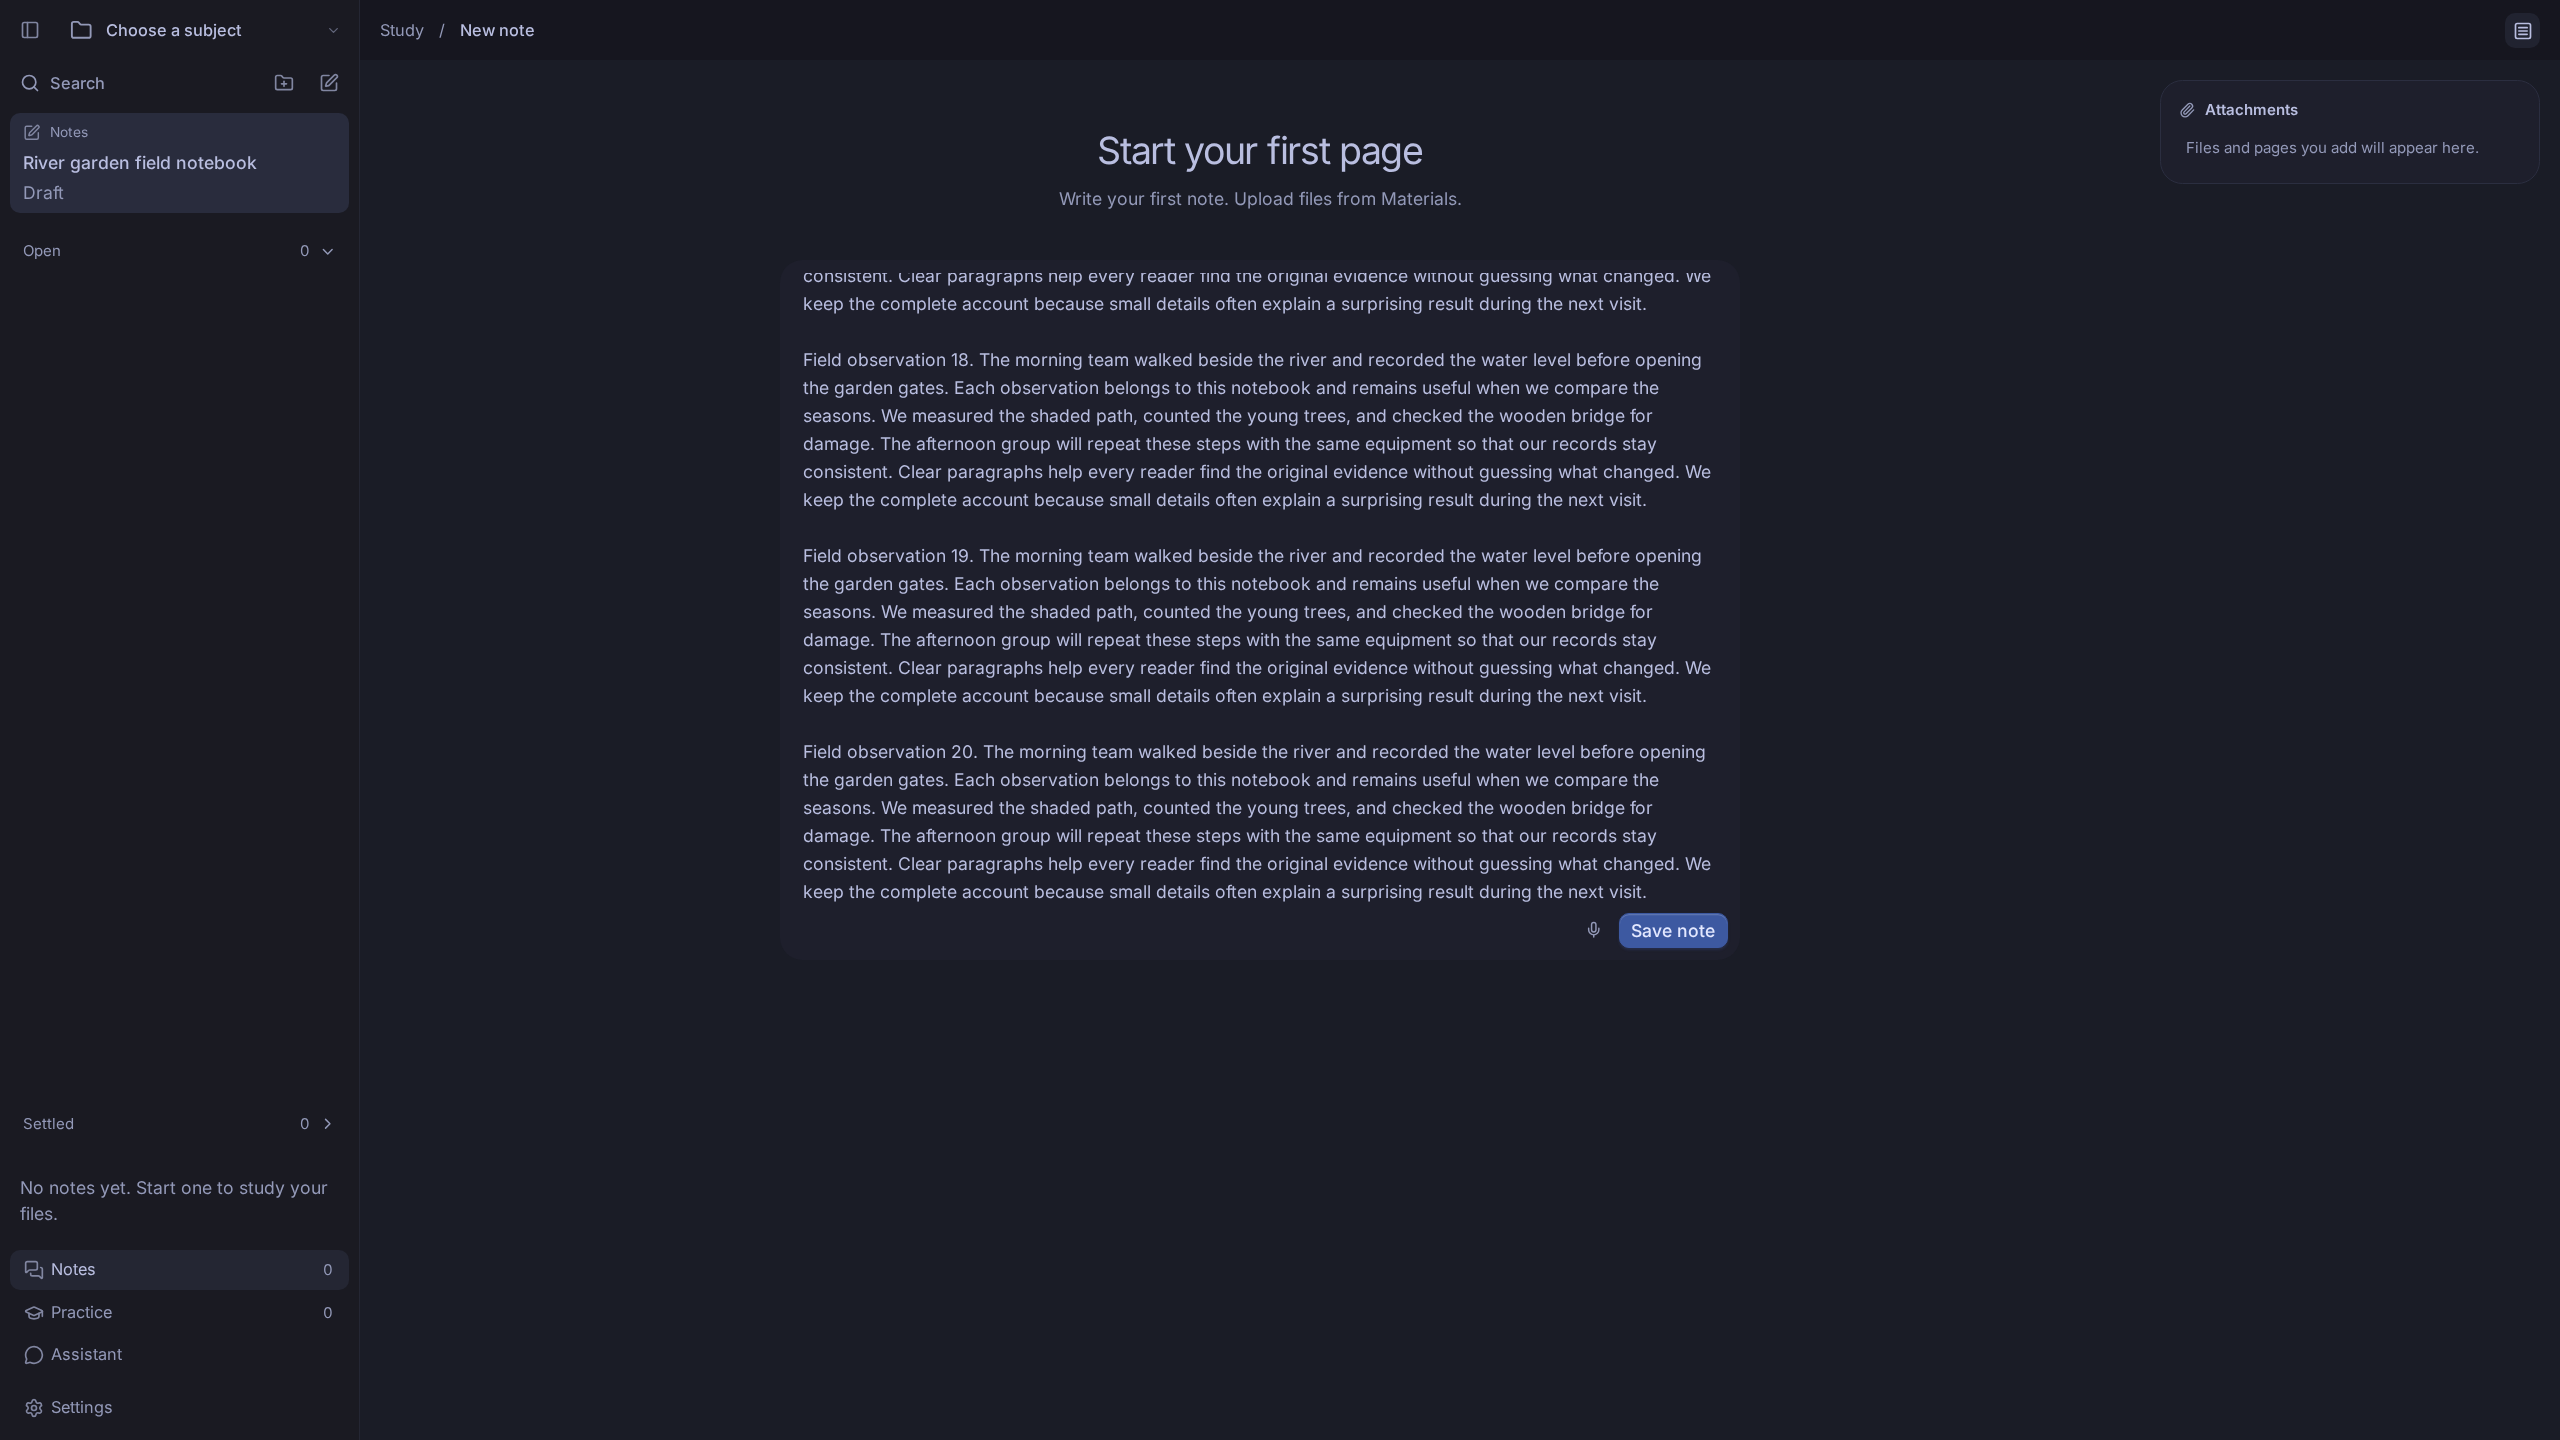 Choose a subject
Search
Notes
River garden field notebook
Draft
Open 0
Settled 0
No notes yet. Start one to study your
files.
Notes 0
Practice 0
Assistant
Settings
Study / New note
Start your first page
Write your first note. Upload files from Materials.
consistent. Clear paragraphs help every reader find the original evidence without guessing what changed. We
keep the complete account because small details often explain a surprising result during the next visit.
Field observation 18. The morning team walked beside the river and recorded the water level before opening
the garden gates. Each observation belongs to this notebook and remains useful when we compare the
seasons. We measured the shaded path, counted the young trees, and checked the wooden bridge for
damage. The afternoon group will repeat these steps with the same equipment so that our records stay
consistent. Clear paragraphs help every reader find the original evidence without guessing what changed. We
keep the complete account because small details often explain a surprising result during the next visit.
Field observation 19. The morning team walked beside the river and recorded the water level before opening
the garden gates. Each observation belongs to this notebook and remains useful when we compare the
seasons. We measured the shaded path, counted the young trees, and checked the wooden bridge for
damage. The afternoon group will repeat these steps with the same equipment so that our records stay
consistent. Clear paragraphs help every reader find the original evidence without guessing what changed. We
keep the complete account because small details often explain a surprising result during the next visit.
Field observation 20. The morning team walked beside the river and recorded the water level before opening
the garden gates. Each observation belongs to this notebook and remains useful when we compare the
seasons. We measured the shaded path, counted the young trees, and checked the wooden bridge for
damage. The afternoon group will repeat these steps with the same equipment so that our records stay
consistent. Clear paragraphs help every reader find the original evidence without guessing what changed. We
keep the complete account because small details often explain a surprising result during the next visit.
Save note
Attachments
Files and pages you add will appear here.